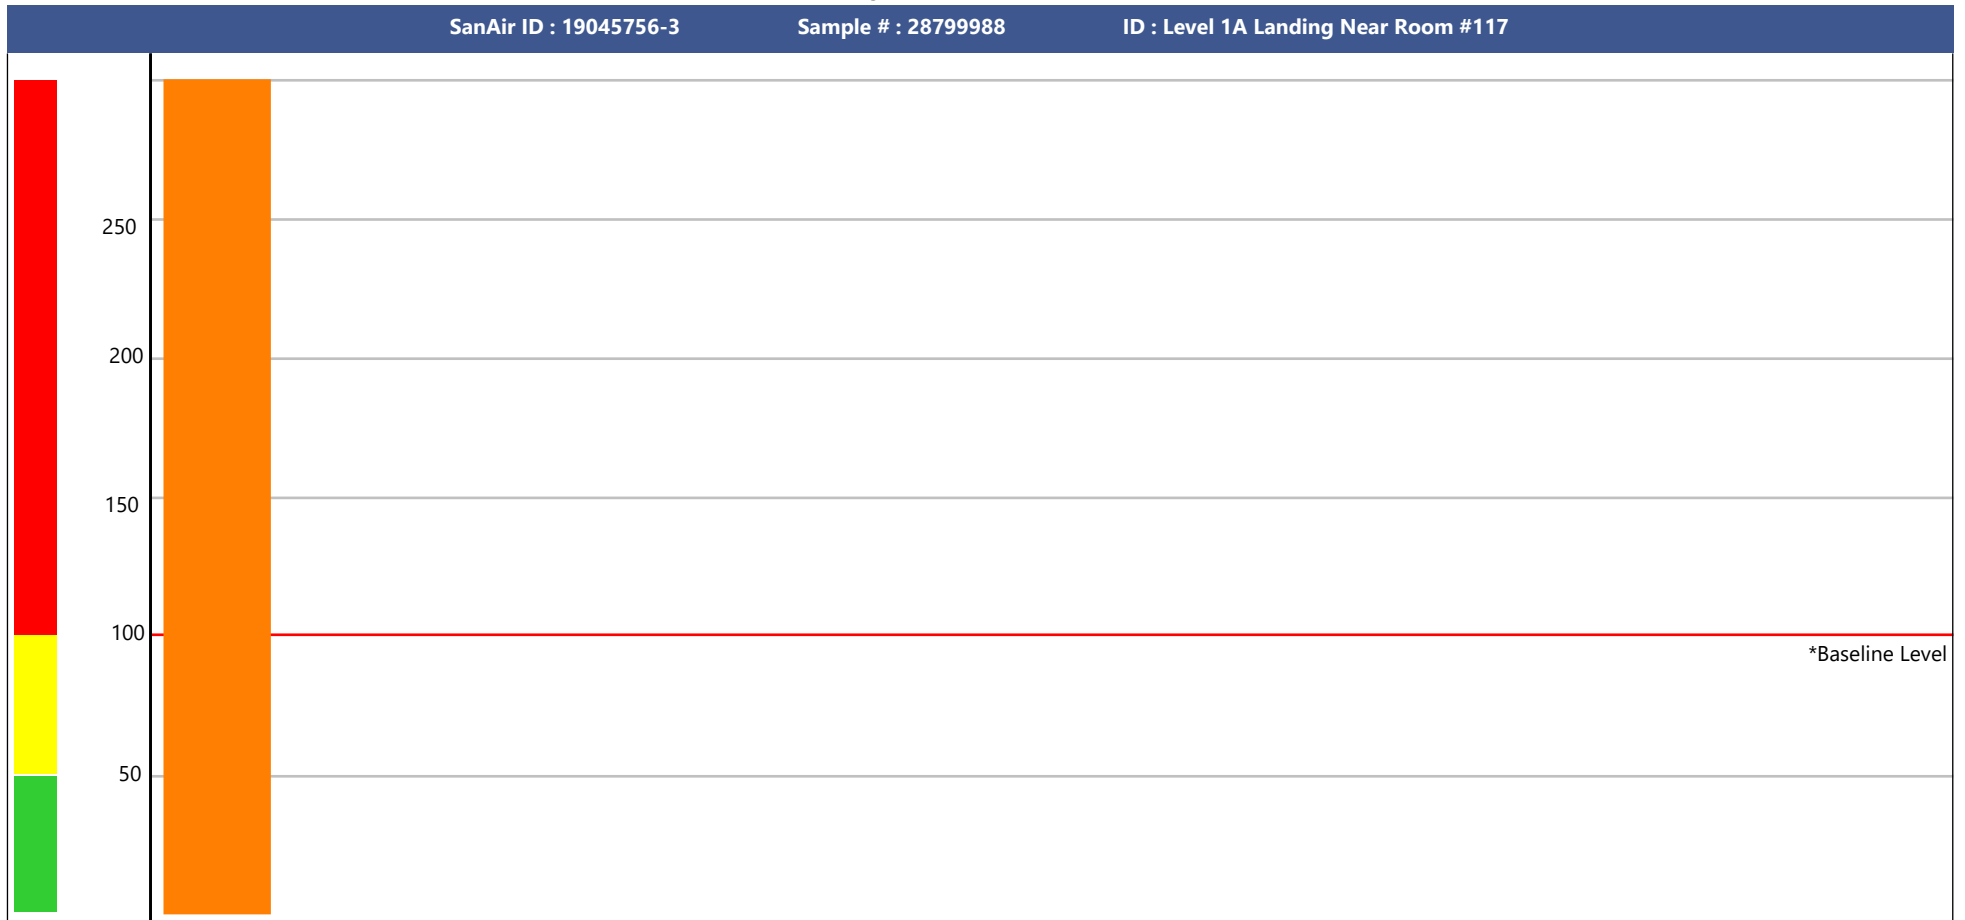 SanAir ID : 19045756-3 Sample # : 28799988 ID : Level 1A Landing Near Room #117
250
200
150
100
*Baseline Level
50